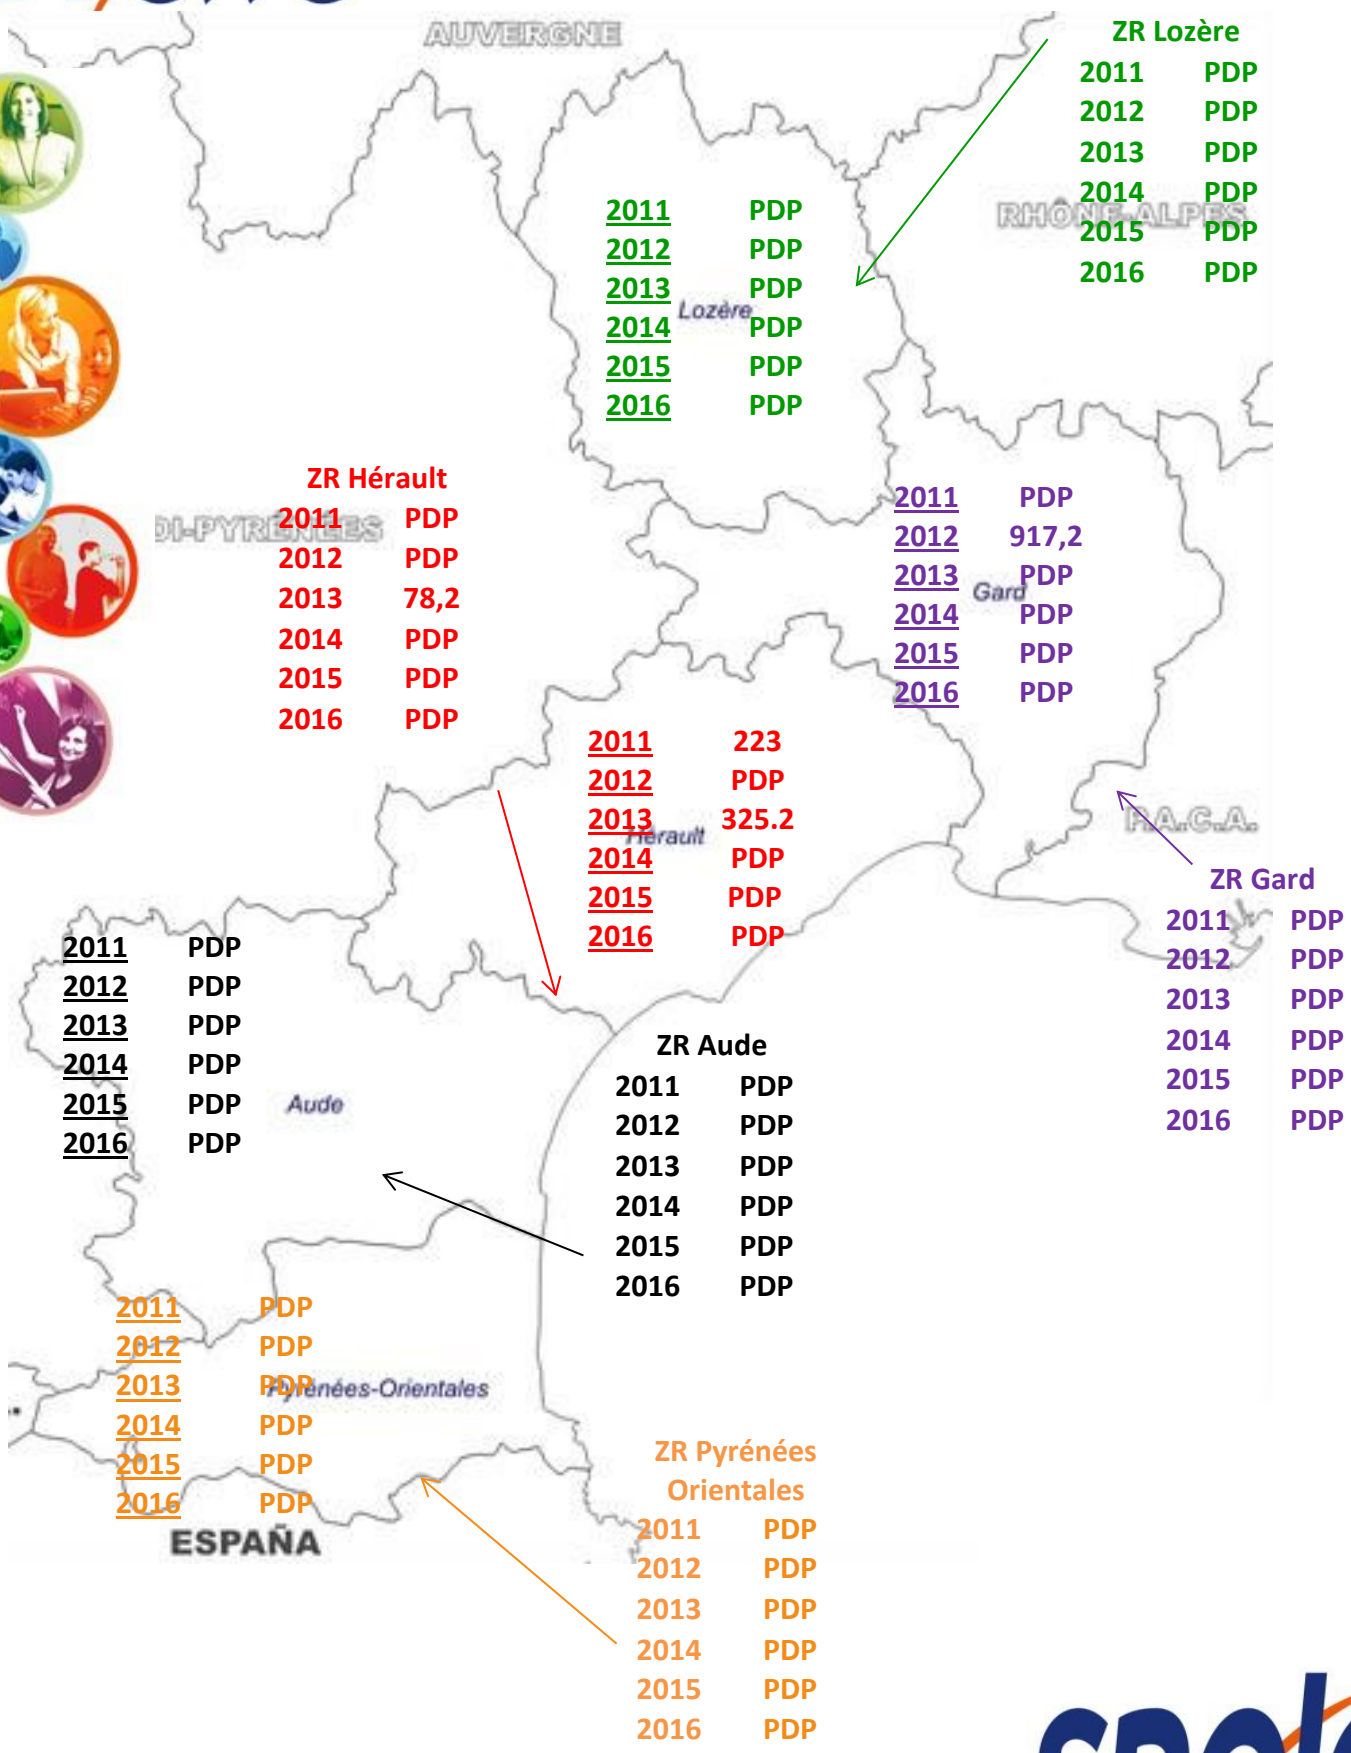 AUVERGNE
ZR Lozère
2011 PDP
2012 PDP
2013 PDP
2014 PDP
RHÔNE-ALPES
2015 PDP
2016 PDP
2011 PDP
2012 PDP
2013 PDP
Lozère
2014 PDP
2015 PDP
2016 PDP
ZR Hérault
2011 PDP
DI-PYRÉNÉES
2012 PDP
2013 78,2
2014 PDP
2015 PDP
2016 PDP
2011 PDP
2012 917,2
2013 PDP
Gard
2014 PDP
2015 PDP
2016 PDP
2011 223
2012 PDP
2013 325.2
Hérault
2014 PDP
2015 PDP
2016 PDP
P.A.C.A.
ZR Gard
2011 PDP
2012 PDP
2013 PDP
2014 PDP
2015 PDP
2016 PDP
2011 PDP
2012 PDP
2013 PDP
2014 PDP
2015 PDP
Aude
2016 PDP
ZR Aude
2011 PDP
2012 PDP
2013 PDP
2014 PDP
2015 PDP
2016 PDP
2011 PDP
2012 PDP
2013 PDP
Pyrénées-Orientales
2014 PDP
2015 PDP
2016 PDP
ESPAÑA
ZR Pyrénées
Orientales
2011 PDP
2012 PDP
2013 PDP
2014 PDP
2015 PDP
2016 PDP